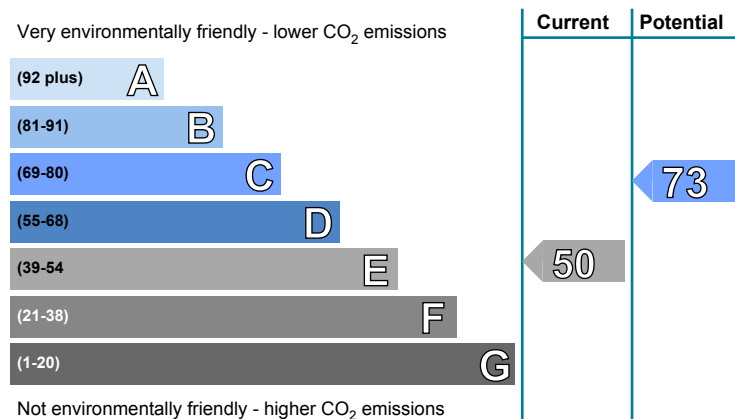 Current Potential
Very environmentally friendly - lower CO₂ emissions
(92 plus) A
(81-91) B
(69-80) C
73
(55-68) D
(39-54 E
50
(21-38) F
(1-20) G
Not environmentally friendly - higher CO₂ emissions